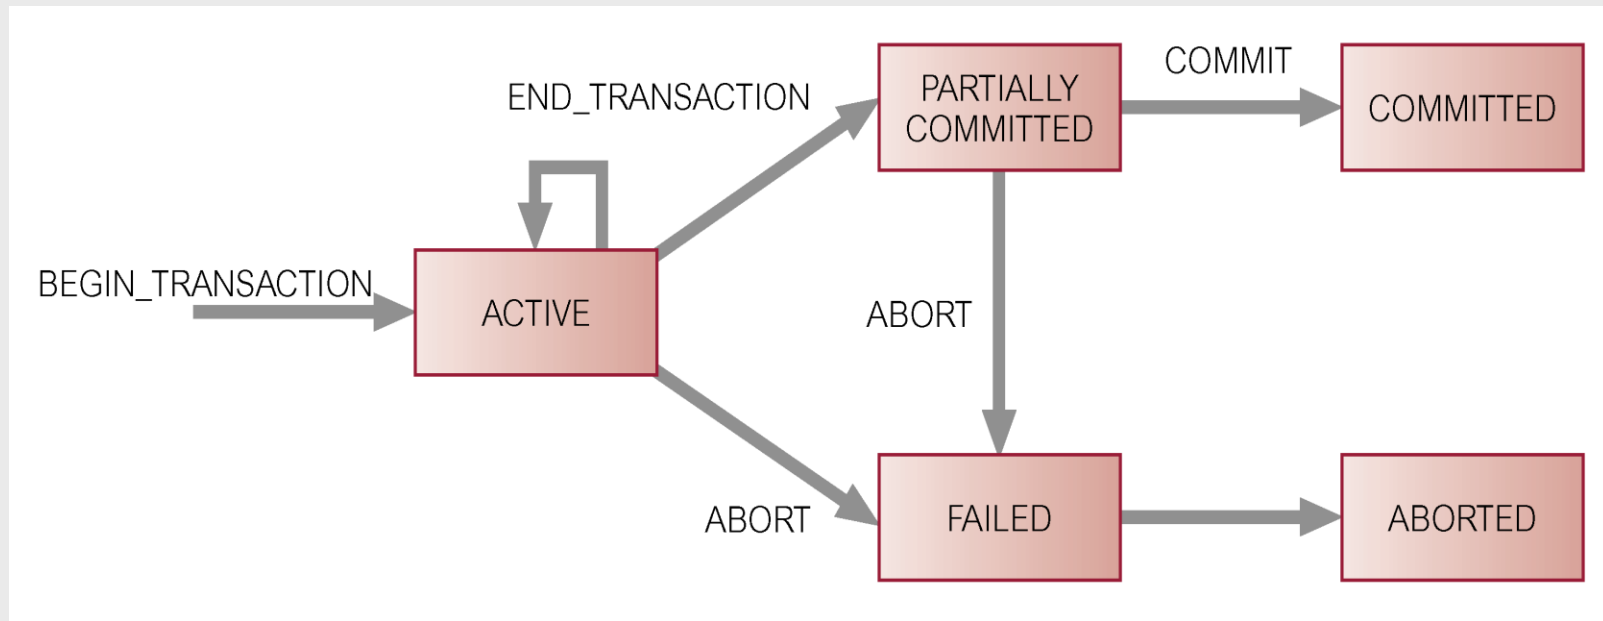 BEGIN_TRANSACTION
ACTIVE
END_TRANSACTION
PARTIALLY
COMMITTED
COMMIT
COMMITTED
ABORT
ABORT
FAILED
ABORTED